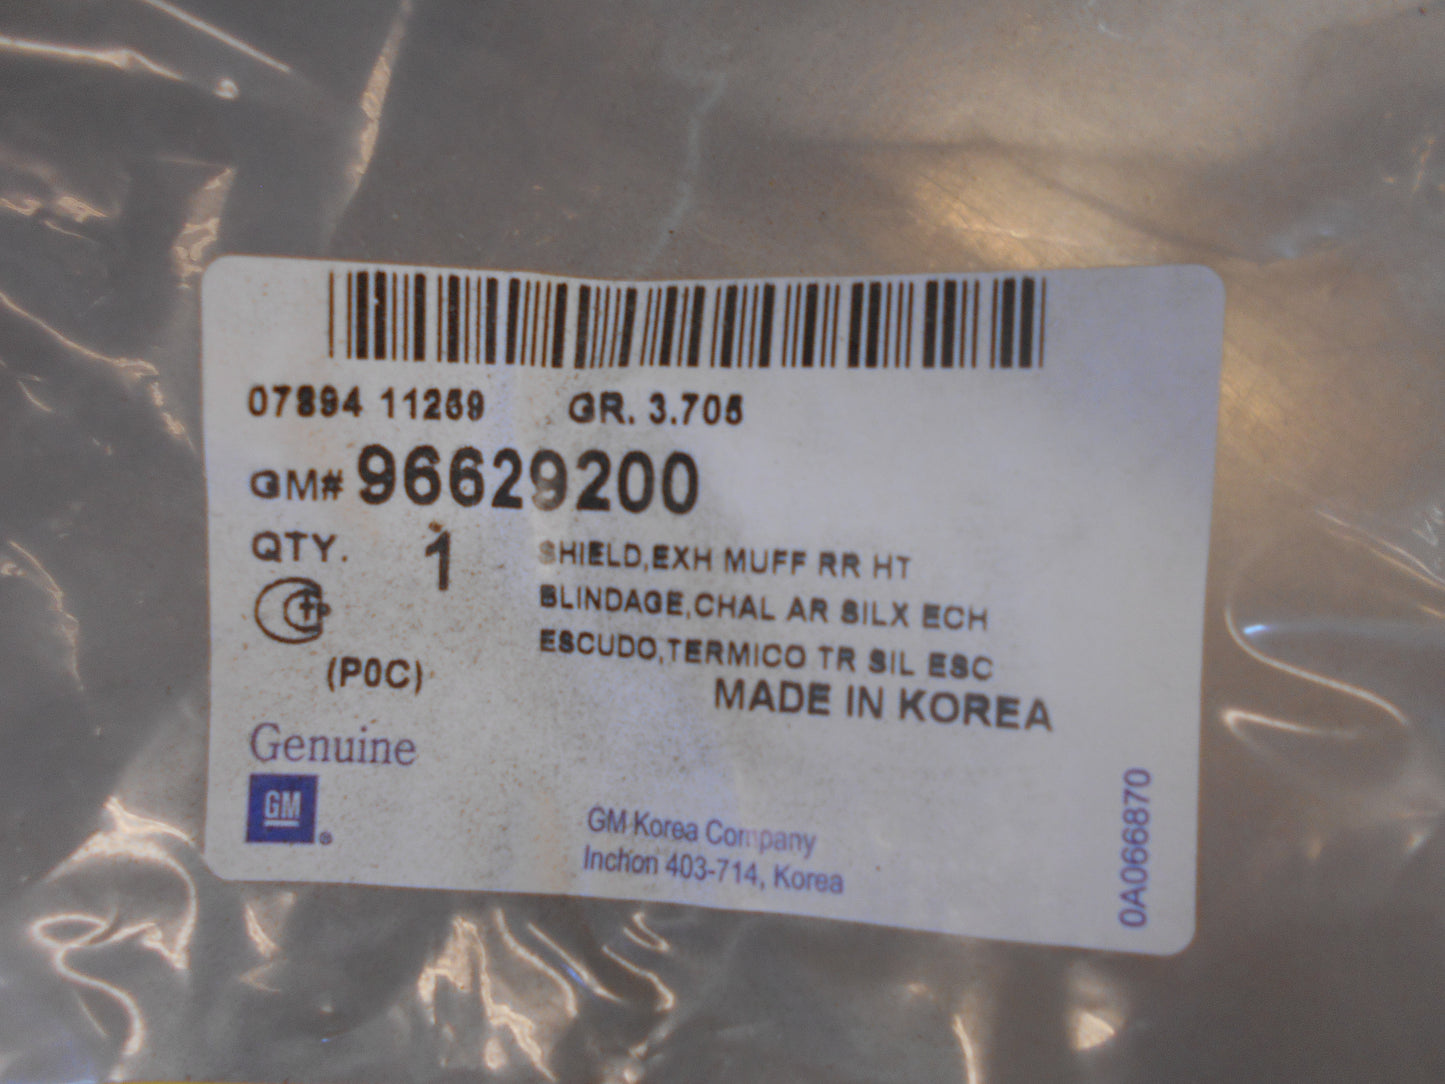 07894 11259 GR. 3.705
GM# 96629200
QTY. 1
SHIELD,EXH MUFF RR HT
BLINDAGE,CHAL AR SILX ECH
ESCUDO,TERMICO TR SIL ESC
(P0C)
MADE IN KOREA
Genuine
GM
®
GM Korea Company
Inchon 403-714, Korea
0A066870